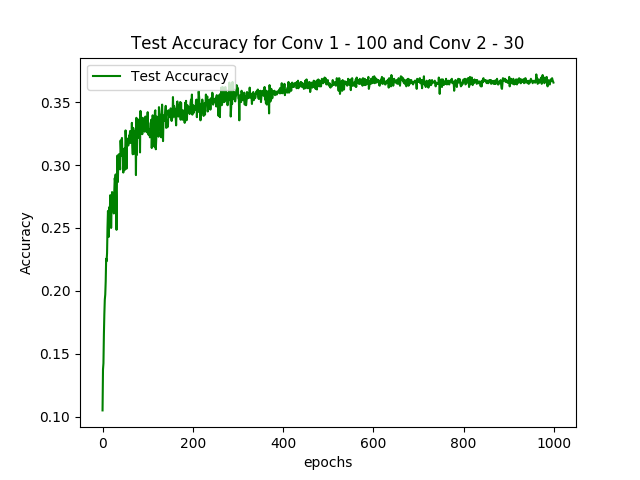 Test Accuracy for Conv 1 - 100 and Conv 2 - 30
Test Accuracy
0.35
0.30
0.25
0.20
0.15
0.10
Accuracy
0 200 400 600 800 1000
epochs